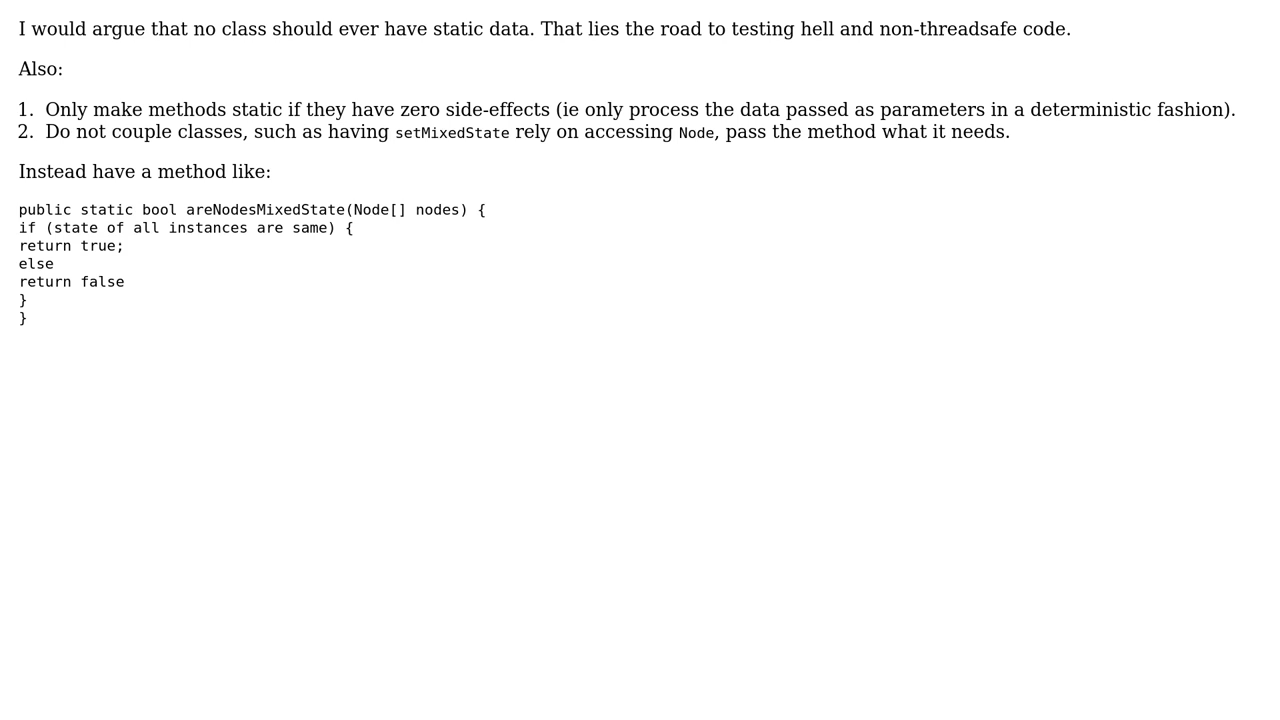 I would argue that no class should ever have static data. That lies the road to testing hell and non-threadsafe code.
Also:
1. Only make methods static if they have zero side-effects (ie only process the data passed as parameters in a deterministic fashion).
2. Do not couple classes, such as having setMixedState rely on accessing Node, pass the method what it needs.
Instead have a method like:
public static bool areNodesMixedState(Node[] nodes) {
if (state of all instances are same) {
return true;
else
return false
}
}